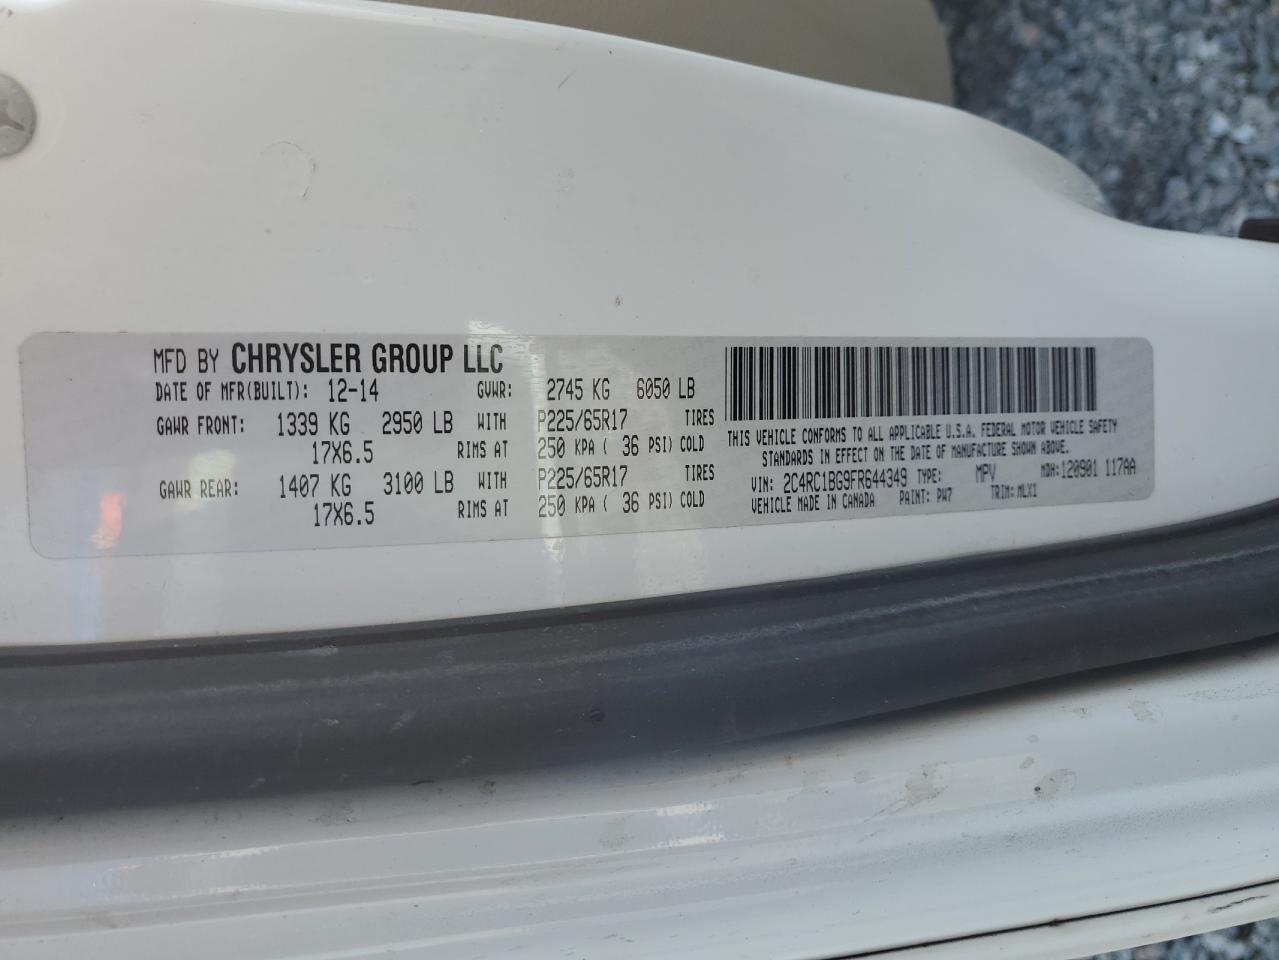 MFD BY CHRYSLER GROUP LLC
DATE OF MFR(BUILT): 12-14 GVWR: 2745 KG 6050 LB
GAWR FRONT: 1339 KG 2950 LB WITH P225/65R17 TIRES
17X6.5 RIMS AT 250 KPA ( 36 PSI) COLD
GAWR REAR: 1407 KG 3100 LB WITH P225/65R17 TIRES
17X6.5 RIMS AT 250 KPA ( 36 PSI) COLD
THIS VEHICLE CONFORMS TO ALL APPLICABLE U.S.A. FEDERAL MOTOR VEHICLE SAFETY
STANDARDS IN EFFECT ON THE DATE OF MANUFACTURE SHOWN ABOVE.
VIN: 2C4RC1BG9FR644349 TYPE: MPV MDH:120901 117AA
VEHICLE MADE IN CANADA PAINT: PW7 TRIM: MLX1